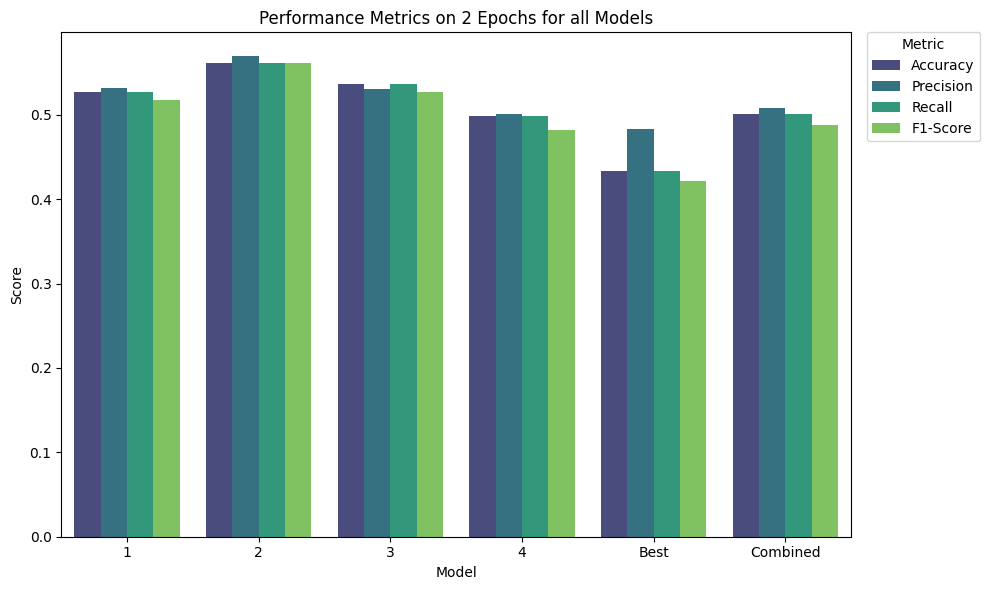 Performance Metrics on 2 Epochs for all Models
Metric
Accuracy
Precision
Recall
F1-Score
Score
0.5
0.4
0.3
0.2
0.1
0.0
1 2 3 4 Best Combined
Model